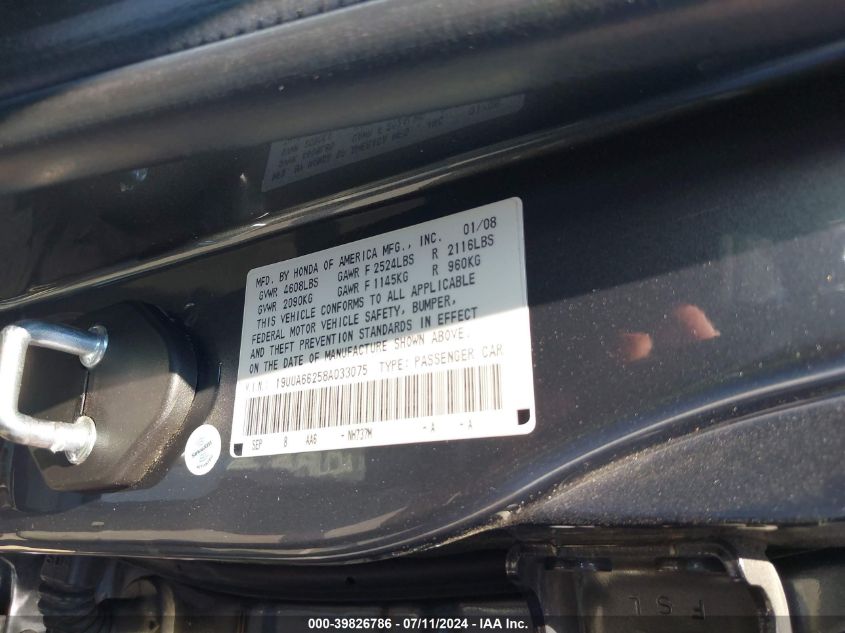 MFD. BY HONDA OF AMERICA MFG., INC. 01/08
GVWR 4608LBS GAWR F 2524LBS R 2116LBS
GVWR 2090KG GAWR F 1145KG R 960KG
THIS VEHICLE CONFORMS TO ALL APPLICABLE
FEDERAL MOTOR VEHICLE SAFETY, BUMPER,
AND THEFT PREVENTION STANDARDS IN EFFECT
ON THE DATE OF MANUFACTURE SHOWN ABOVE.
V.I.N.: 19UUA66258A033075 TYPE: PASSENGER CAR
SEP 8 AA6 - NH737M - A - A
FSL
000-39826786 - 07/11/2024 - IAA Inc.